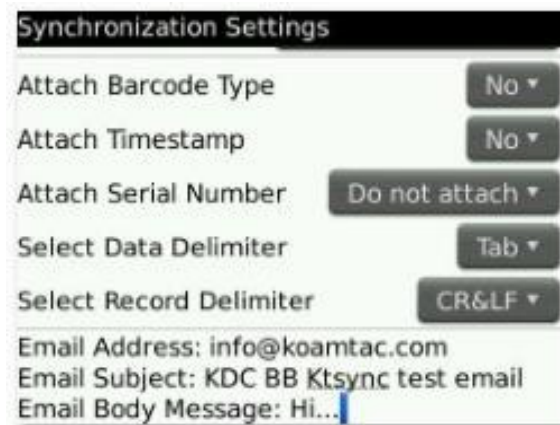 Synchronization Settings
Attach Barcode Type No
Attach Timestamp No
Attach Serial Number Do not attach
Select Data Delimiter Tab
Select Record Delimiter CR&LF
Email Address: info@koamtac.com
Email Subject: KDC BB Ktsync test email
Email Body Message: Hi...